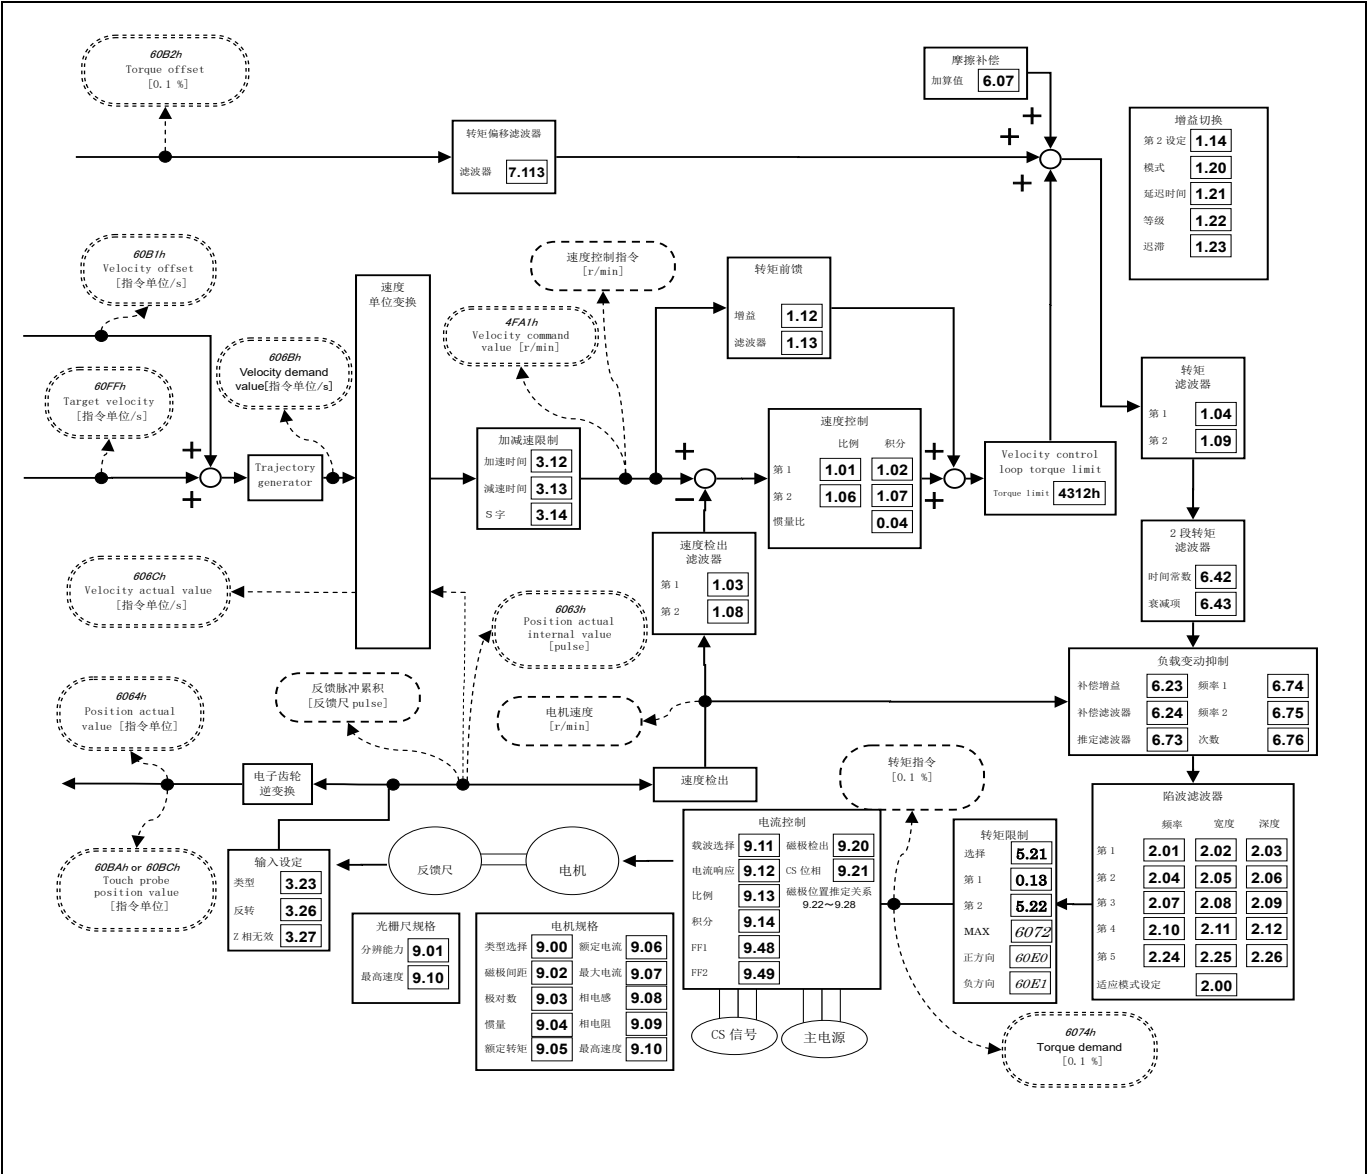 60B2h
Torque offset
[0.1 %]
摩擦补偿
加算值 6.07
转矩偏移滤波器
滤波器 7.113
增益切换
第 2 设定 1.14
模式 1.20
延迟时间 1.21
等级 1.22
迟滞 1.23
+
+
+
60B1h
Velocity offset
[指令单位/s]
速度
单位变换
速度控制指令
[r/min]
4FA1h
Velocity command
value [r/min]
转矩前馈
增益 1.12
滤波器 1.13
606Bh
Velocity demand
value[指令单位/s]
60FFh
Target velocity
[指令单位/s]
+
+
Trajectory
generator
加减速限制
加速时间 3.12
减速时间 3.13
S 字 3.14
+
−
速度控制
比例 积分
第 1 1.01 1.02
第 2 1.06 1.07
惯量比 0.04
+
+
Velocity control
loop torque limit
Torque limit 4312h
转矩
滤波器
第 1 1.04
第 2 1.09
2 段转矩
滤波器
时间常数 6.42
衰减项 6.43
速度检出
滤波器
第 1 1.03
第 2 1.08
606Ch
Velocity actual value
[指令单位/s]
6063h
Position actual
internal value
[pulse]
负载变动抑制
补偿增益 6.23 频率 1 6.74
补偿滤波器 6.24 频率 2 6.75
推定滤波器 6.73 次数 6.76
6064h
Position actual
value [指令单位]
反馈脉冲累积
[反馈尺 pulse]
电机速度
[r/min]
转矩指令
[0.1 %]
电子齿轮
逆变换
速度检出
陷波滤波器
频率 宽度 深度
第 1 2.01 2.02 2.03
第 2 2.04 2.05 2.06
第 3 2.07 2.08 2.09
第 4 2.10 2.11 2.12
第 5 2.24 2.25 2.26
适应模式设定 2.00
转矩限制
选择 5.21
第 1 0.13
第 2 5.22
MAX 6072
正方向 60E0
负方向 60E1
电流控制
载波选择 9.11 磁极检出 9.20
电流响应 9.12 CS 位相 9.21
比例 9.13 磁极位置推定关系
9.22～9.28
积分 9.14
FF1 9.48
FF2 9.49
CS 信号
主电源
60BAh or 60BCh
Touch probe
position value
[指令单位]
输入设定
类型 3.23
反转 3.26
Z 相无效 3.27
反馈尺
电机
光栅尺规格
分辨能力 9.01
最高速度 9.10
电机规格
类型选择 9.00 额定电流 9.06
磁极间距 9.02 最大电流 9.07
极对数 9.03 相电感 9.08
惯量 9.04 相电阻 9.09
额定转矩 9.05 最高速度 9.10
6074h
Torque demand
[0.1 %]